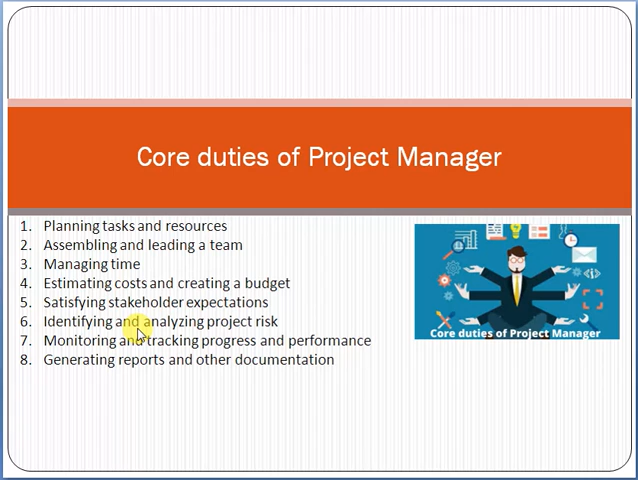 Core duties of Project Manager
1. Planning tasks and resources
2. Assembling and leading a team
3. Managing time
4. Estimating costs and creating a budget
5. Satisfying stakeholder expectations
6. Identifying and analyzing project risk
7. Monitoring and tracking progress and performance
8. Generating reports and other documentation
Core duties of Project Manager